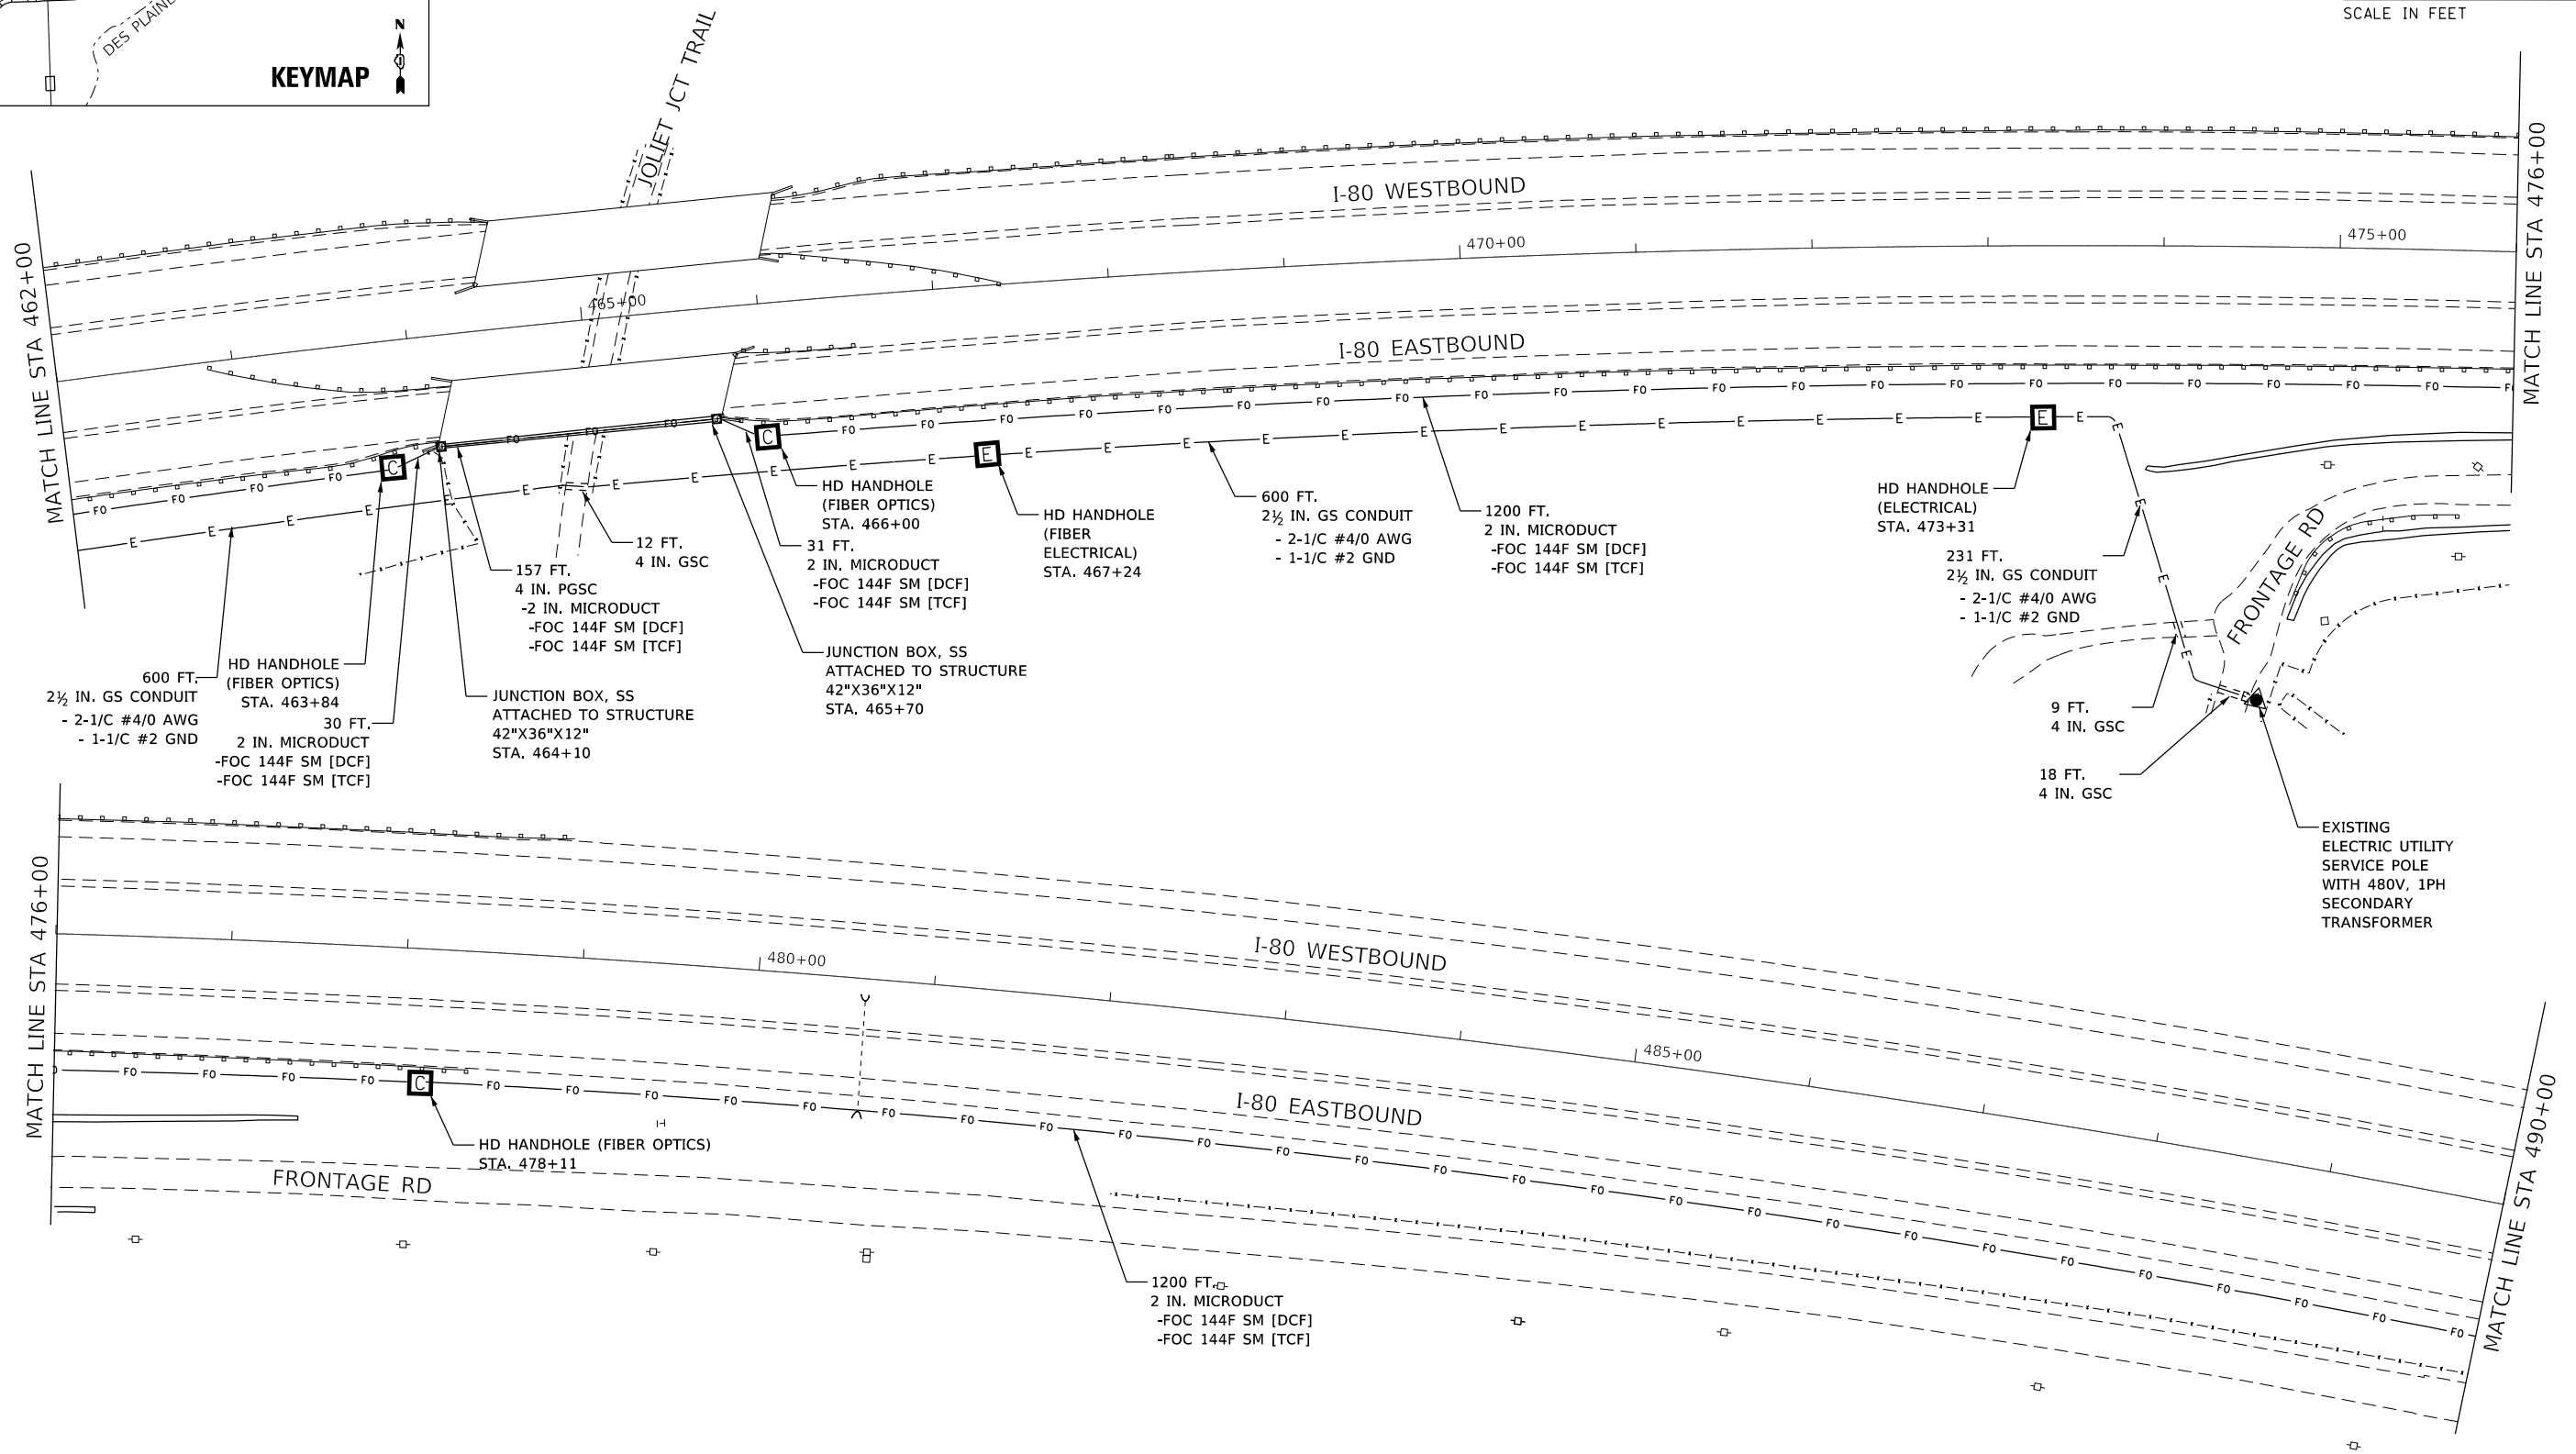 SCALE IN FEET
DES PLAINE
N
KEYMAP
JOLIET JCT TRAIL
MATCH LINE STA 462+00
MATCH LINE STA 476+00
I-80 WESTBOUND
465+00
470+00
475+00
I-80 EASTBOUND
FRONTAGE RD
C
C
E
E
600 FT.
2½ IN. GS CONDUIT
- 2-1/C #4/0 AWG
- 1-1/C #2 GND
HD HANDHOLE
(FIBER OPTICS)
STA. 463+84
30 FT.
2 IN. MICRODUCT
-FOC 144F SM [DCF]
-FOC 144F SM [TCF]
JUNCTION BOX, SS
ATTACHED TO STRUCTURE
42"X36"X12"
STA. 464+10
157 FT.
4 IN. PGSC
-2 IN. MICRODUCT
-FOC 144F SM [DCF]
-FOC 144F SM [TCF]
12 FT.
4 IN. GSC
HD HANDHOLE
(FIBER OPTICS)
STA. 466+00
31 FT.
2 IN. MICRODUCT
-FOC 144F SM [DCF]
-FOC 144F SM [TCF]
JUNCTION BOX, SS
ATTACHED TO STRUCTURE
42"X36"X12"
STA. 465+70
HD HANDHOLE
(FIBER
ELECTRICAL)
STA. 467+24
600 FT.
2½ IN. GS CONDUIT
- 2-1/C #4/0 AWG
- 1-1/C #2 GND
1200 FT.
2 IN. MICRODUCT
-FOC 144F SM [DCF]
-FOC 144F SM [TCF]
HD HANDHOLE
(ELECTRICAL)
STA. 473+31
231 FT.
2½ IN. GS CONDUIT
- 2-1/C #4/0 AWG
- 1-1/C #2 GND
9 FT.
4 IN. GSC
18 FT.
4 IN. GSC
EXISTING
ELECTRIC UTILITY
SERVICE POLE
WITH 480V, 1PH
SECONDARY
TRANSFORMER
MATCH LINE STA 476+00
MATCH LINE STA 490+00
I-80 WESTBOUND
480+00
485+00
I-80 EASTBOUND
C
HD HANDHOLE (FIBER OPTICS)
STA. 478+11
FRONTAGE RD
1200 FT.
2 IN. MICRODUCT
-FOC 144F SM [DCF]
-FOC 144F SM [TCF]